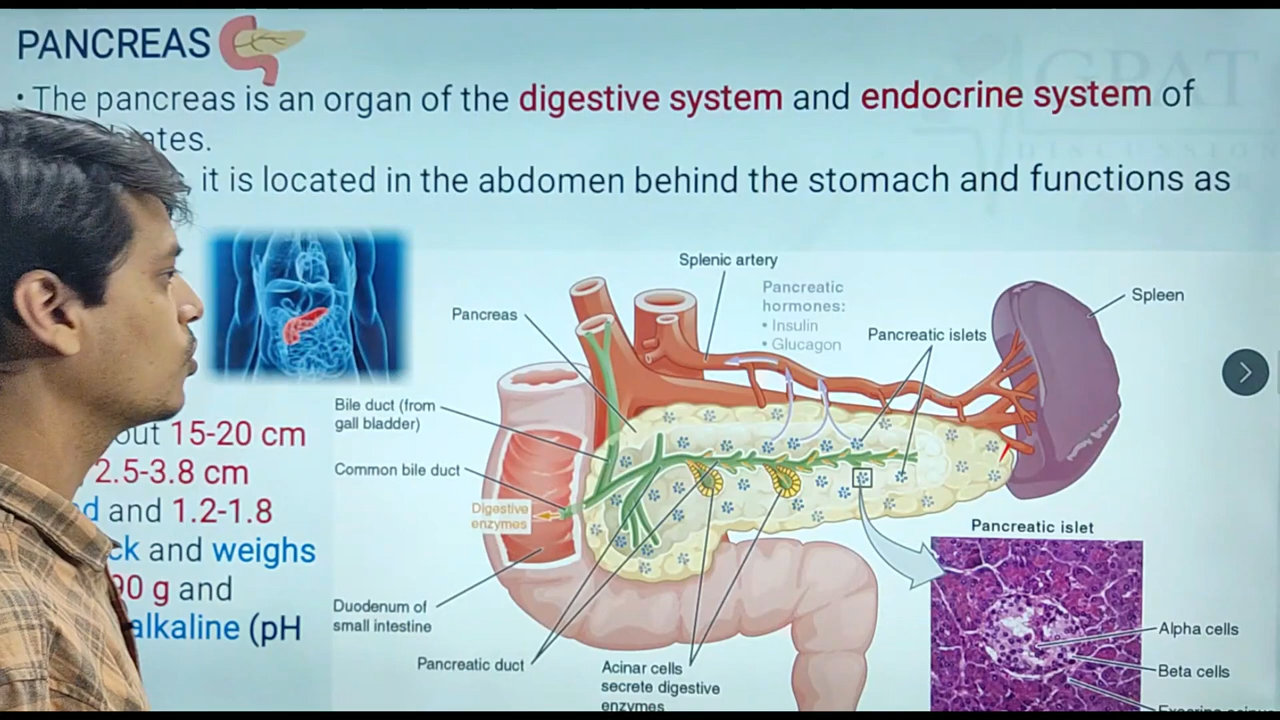 PANCREAS
• The pancreas is an organ of the digestive system and endocrine system of
it is located in the abdomen behind the stomach and functions as
GPAT
DISCUSSION
Splenic artery
Pancreatic
hormones:
• Insulin
• Glucagon
Pancreas
Pancreatic islets
Spleen
Bile duct (from
gall bladder)
Common bile duct
Digestive
enzymes
Duodenum of
small intestine
Pancreatic duct
Acinar cells
secrete digestive
enzymes
Pancreatic islet
Alpha cells
Beta cells
15-20 cm
2.5-3.8 cm
and 1.2-1.8
and weighs
g and
alkaline (pH